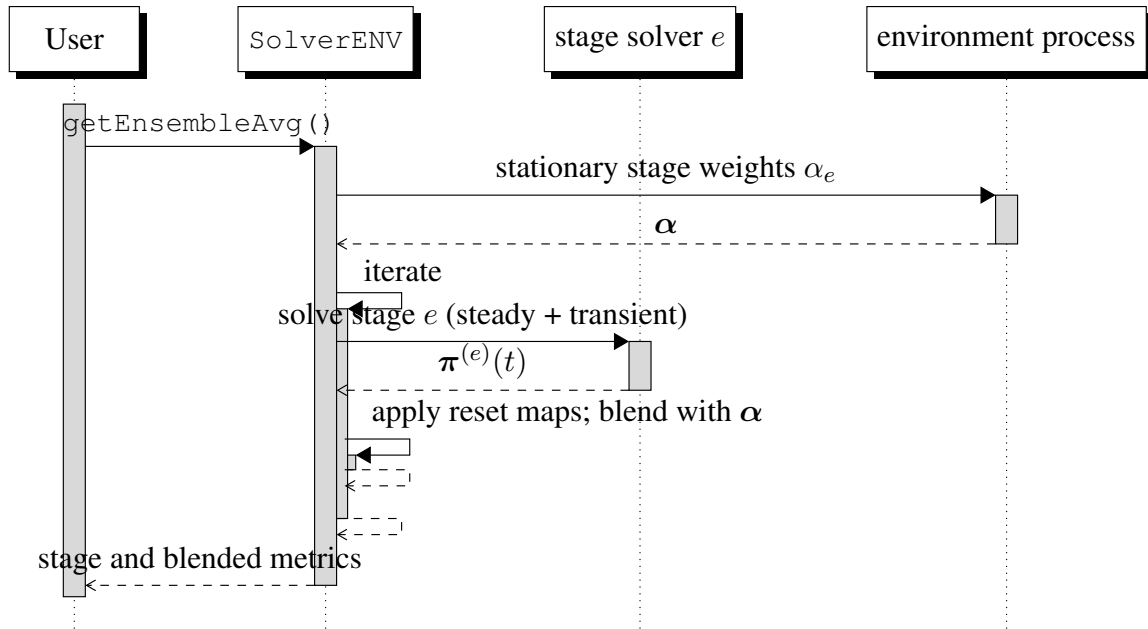 User
SolverENV
stage solver e
environment process
getEnsembleAvg()
stationary stage weights α_e
α
iterate
solve stage e (steady + transient)
π^(e)(t)
apply reset maps; blend with α
stage and blended metrics